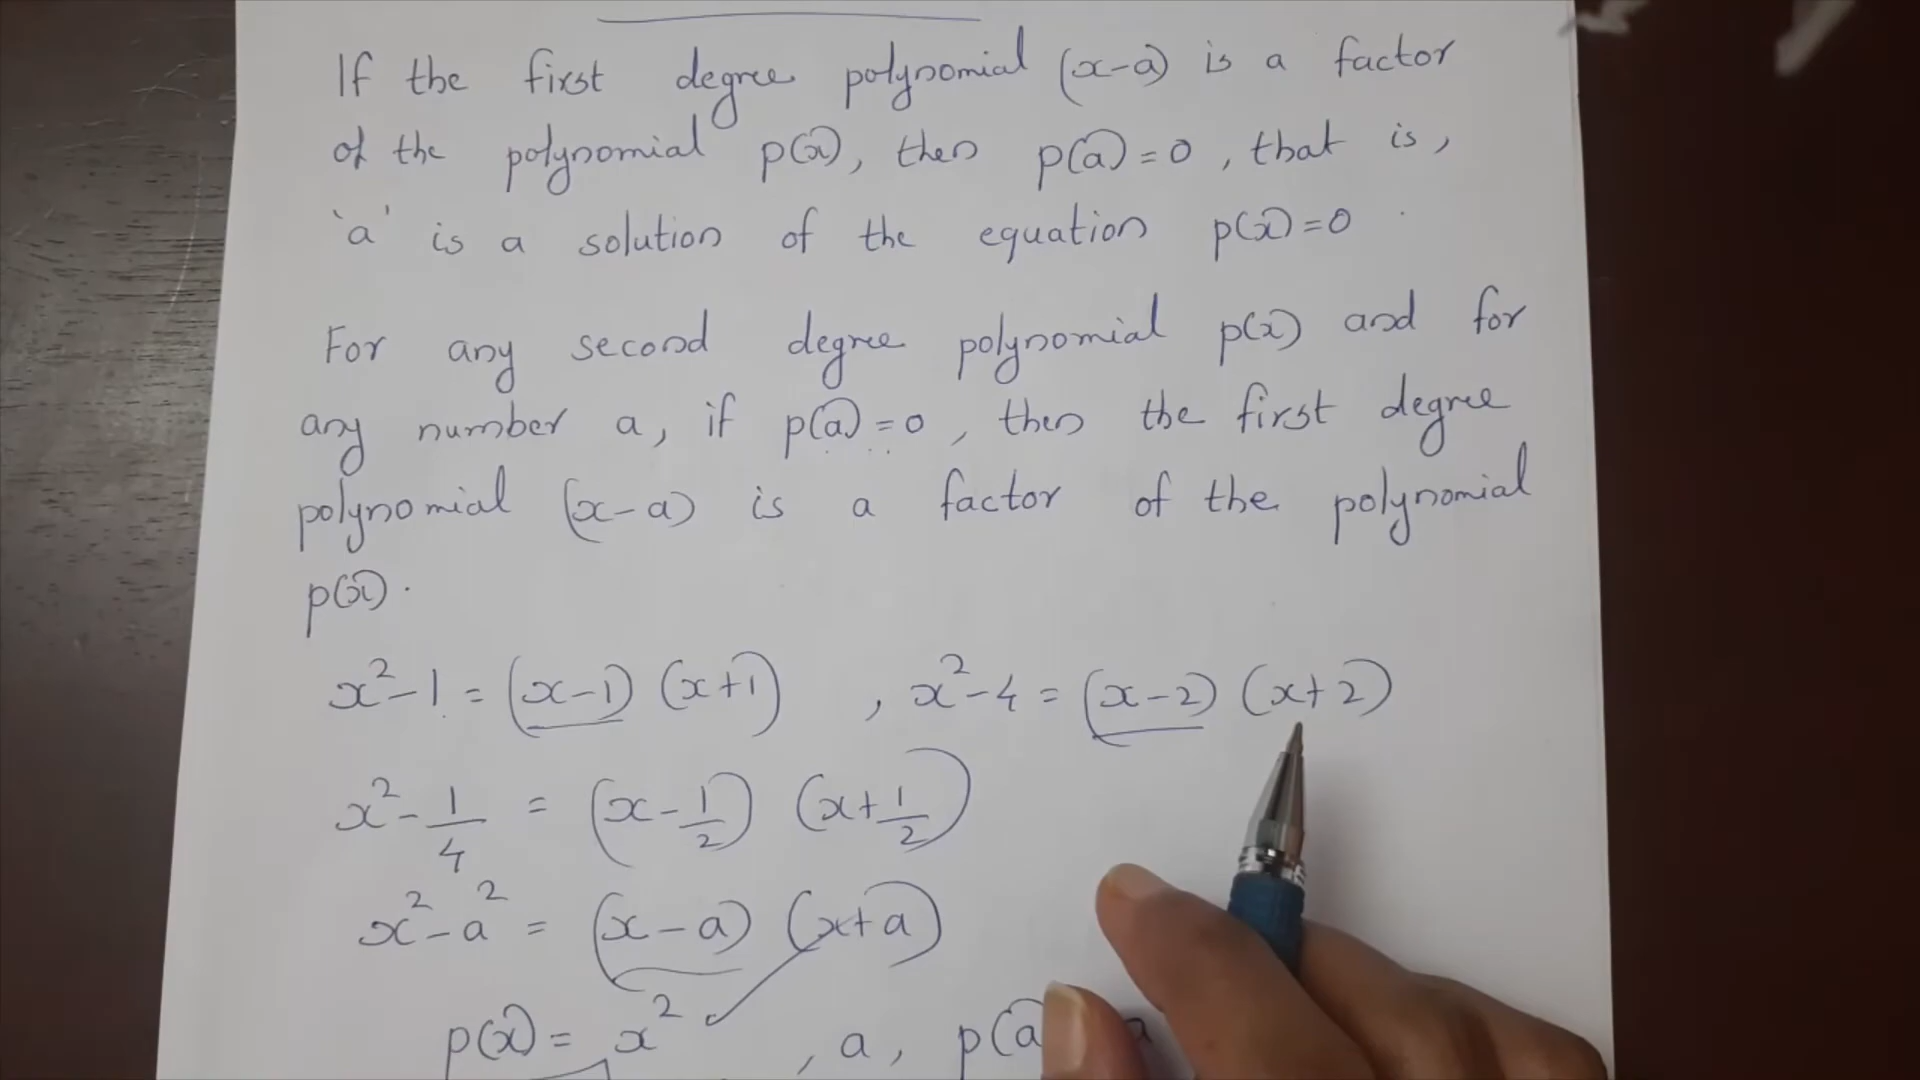 If the first degree polynomial (x-a) is a factor
of the polynomial p(x), then p(a)=0, that is,
'a' is a solution of the equation p(x)=0.
For any second degree polynomial p(x) and for
any number a, if p(a)=0, then the first degree
polynomial (x-a) is a factor of the polynomial
p(x).
x²-1 = (x-1) (x+1) , x²-4 = (x-2) (x+2)
x²-1/4 = (x-1/2) (x+1/2)
x²-a² = (x-a) (x+a)
p(x) = x² , a, p(a